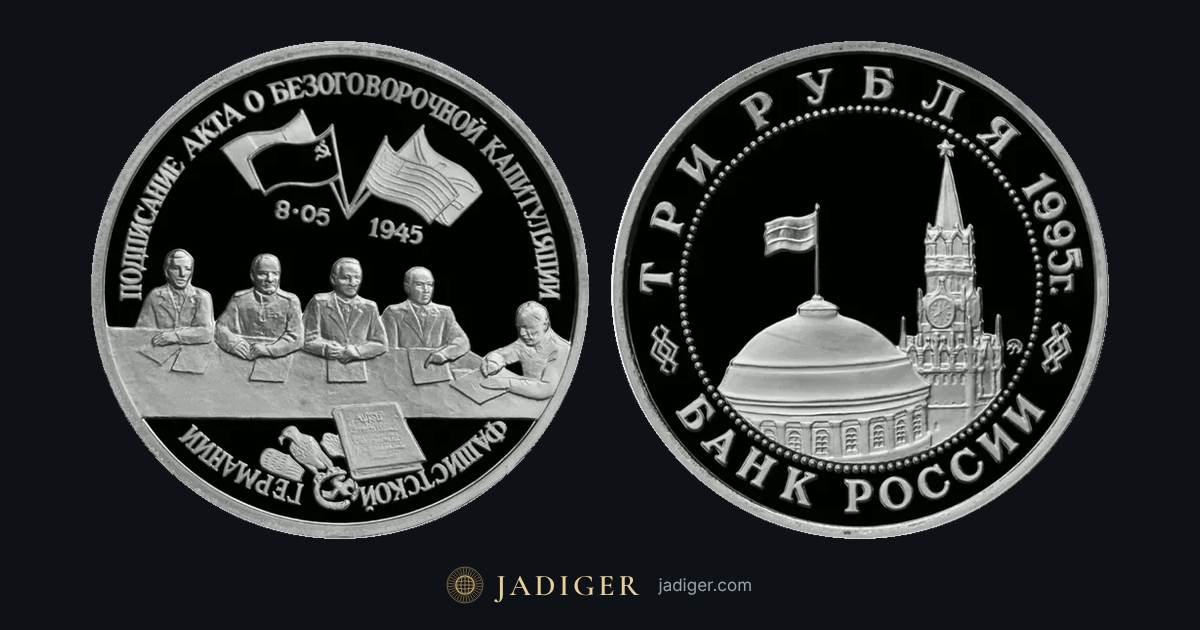 ПОДПИСАНИЕ АКТА О БЕЗОГОВОРОЧНОЙ КАПИТУЛЯЦИИ
8·05 1945
ФАШИСТСКОЙ ГЕРМАНИИ
ТРИ РУБЛЯ 1995г.
БАНК РОССИИ
JADIGER jadiger.com